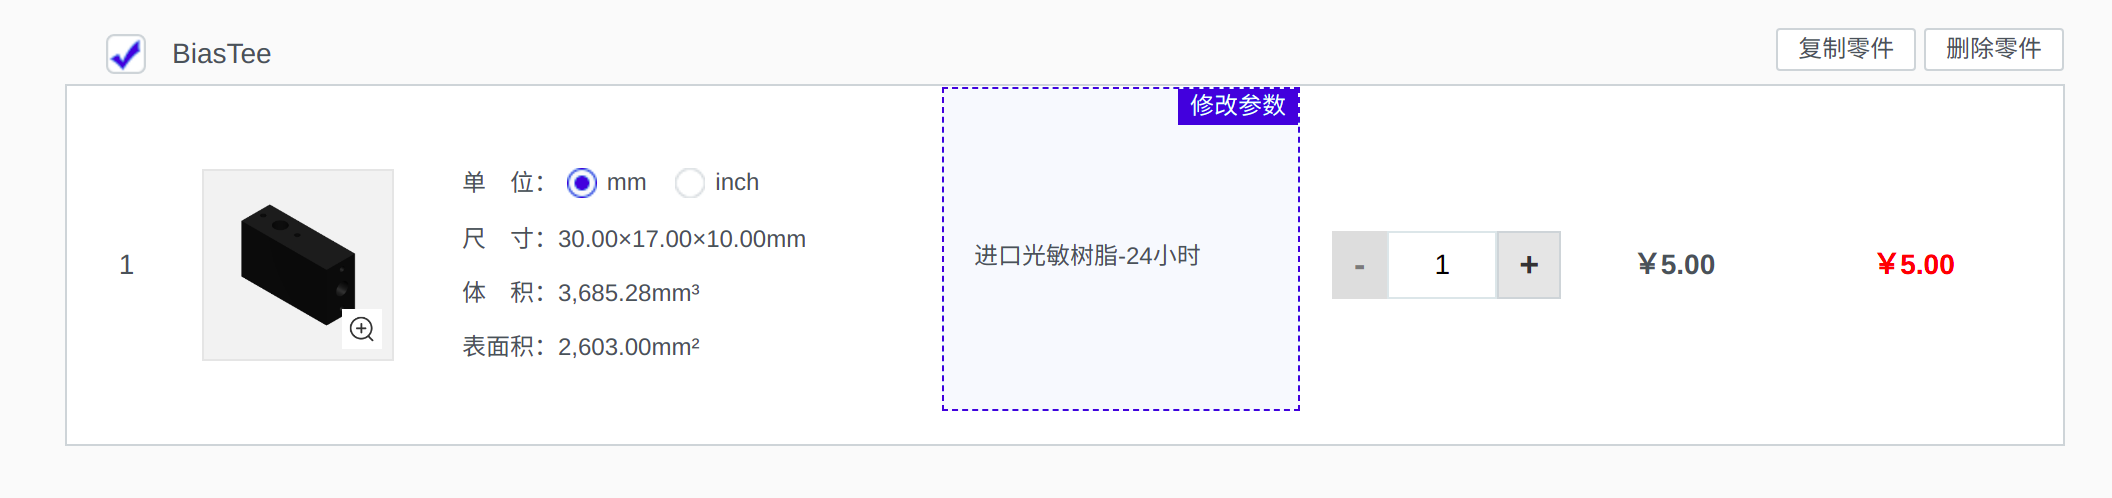 BiasTee
复制零件 删除零件
修改参数
单 位： mm inch
尺 寸：30.00×17.00×10.00mm
1
进口光敏树脂-24小时
- 1 +
￥5.00
￥5.00
体 积：3,685.28mm³
表面积：2,603.00mm²